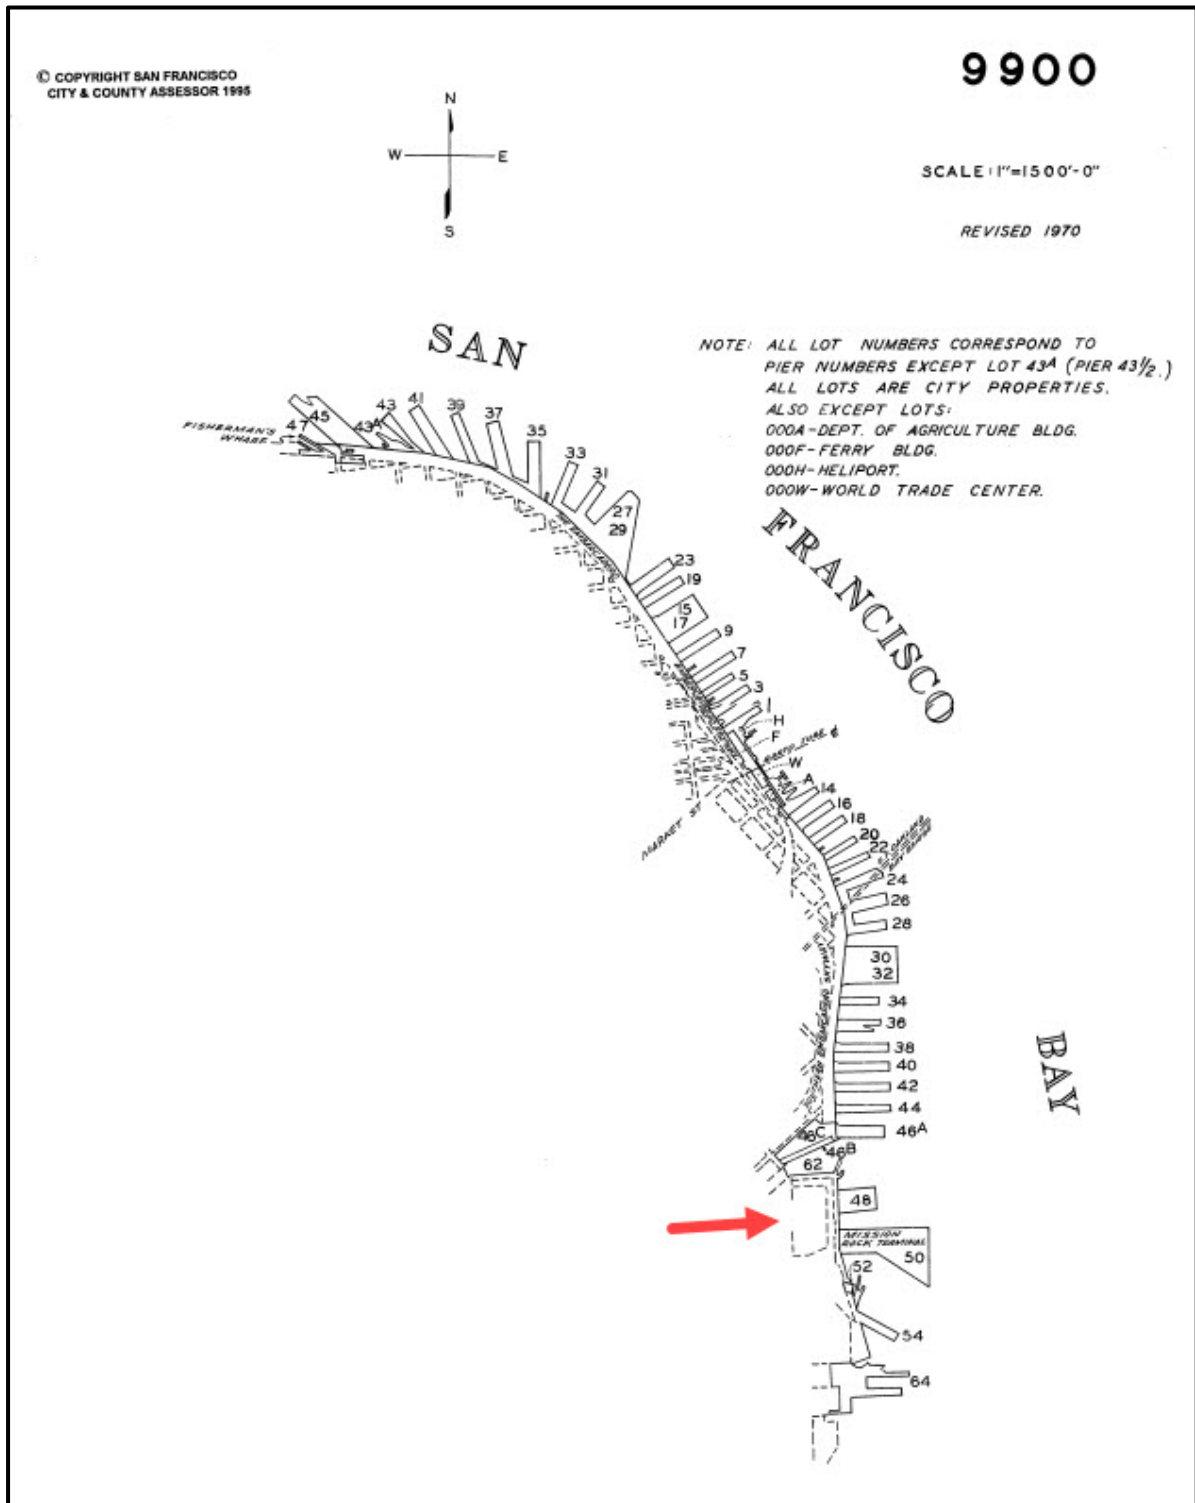 © COPYRIGHT SAN FRANCISCO
CITY & COUNTY ASSESSOR 1995
9900
N
W E
S
SCALE: 1"=1500'-0"
REVISED 1970
SAN
NOTE: ALL LOT NUMBERS CORRESPOND TO
PIER NUMBERS EXCEPT LOT 43A (PIER 43½.)
ALL LOTS ARE CITY PROPERTIES.
ALSO EXCEPT LOTS:
000A-DEPT. OF AGRICULTURE BLDG.
000F-FERRY BLDG.
000H-HELIPORT.
000W-WORLD TRADE CENTER.
FISHERMAN'S
WHARF
47
45
43A
43
41
39
37
35
33
31
27
29
FRANCISCO
23
19
15
17
9
7
5
3
1
H
F
W
A
MARKET ST
14
16
18
20
22
24
26
28
30
32
34
36
38
40
42
44
46A
BAY
46B
62
48
MISSION
ROCK TERMINAL
50
52
54
64